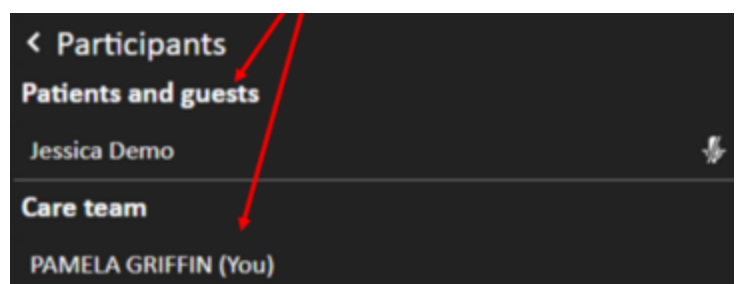 < Participants
Patients and guests
Jessica Demo
Care team
PAMELA GRIFFIN (You)